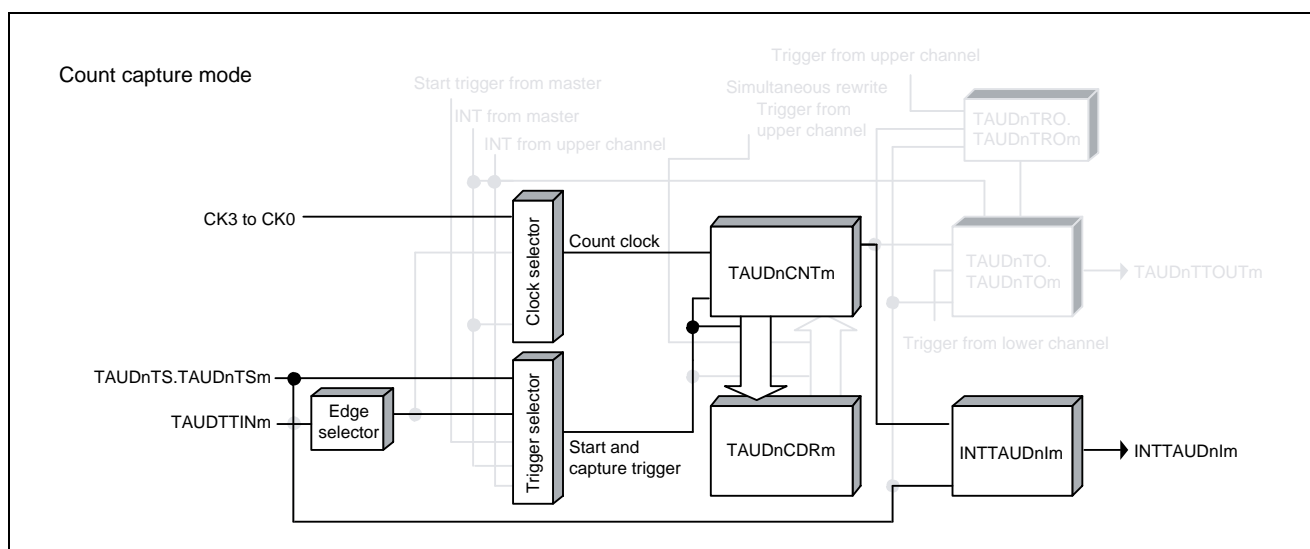 Count capture mode
Trigger from upper channel
Start trigger from master
Simultaneous rewrite
Trigger from
upper channel
INT from master
INT from upper channel
TAUDnTRO.
TAUDnTROm
CK3 to CK0
Clock selector
Count clock
TAUDnCNTm
TAUDnTO.
TAUDnTOm
TAUDnTTOUTm
Trigger from lower channel
TAUDnTS.TAUDnTSm
TAUDTTINm
Edge
selector
Trigger selector
Start and
capture trigger
TAUDnCDRm
INTTAUDnIm
INTTAUDnIm